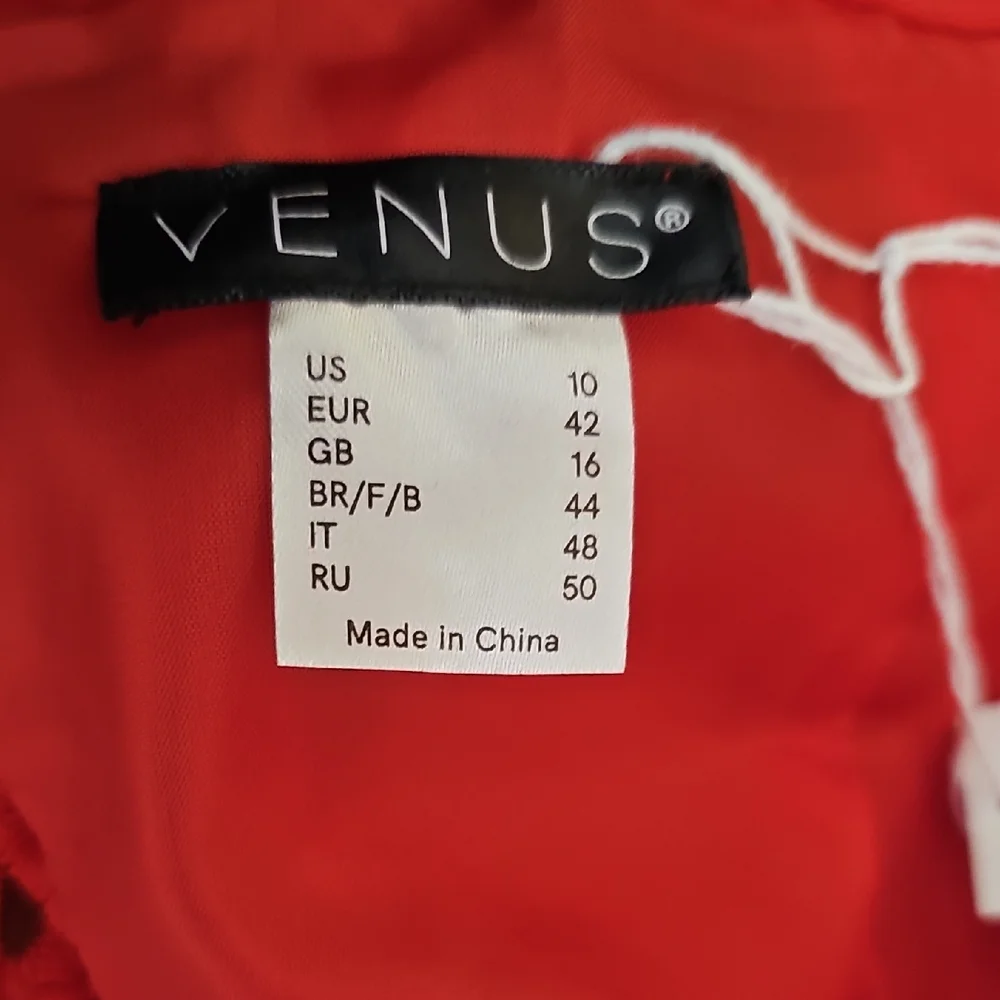 VENUS®
US 10
EUR 42
GB 16
BR/F/B 44
IT 48
RU 50
Made in China